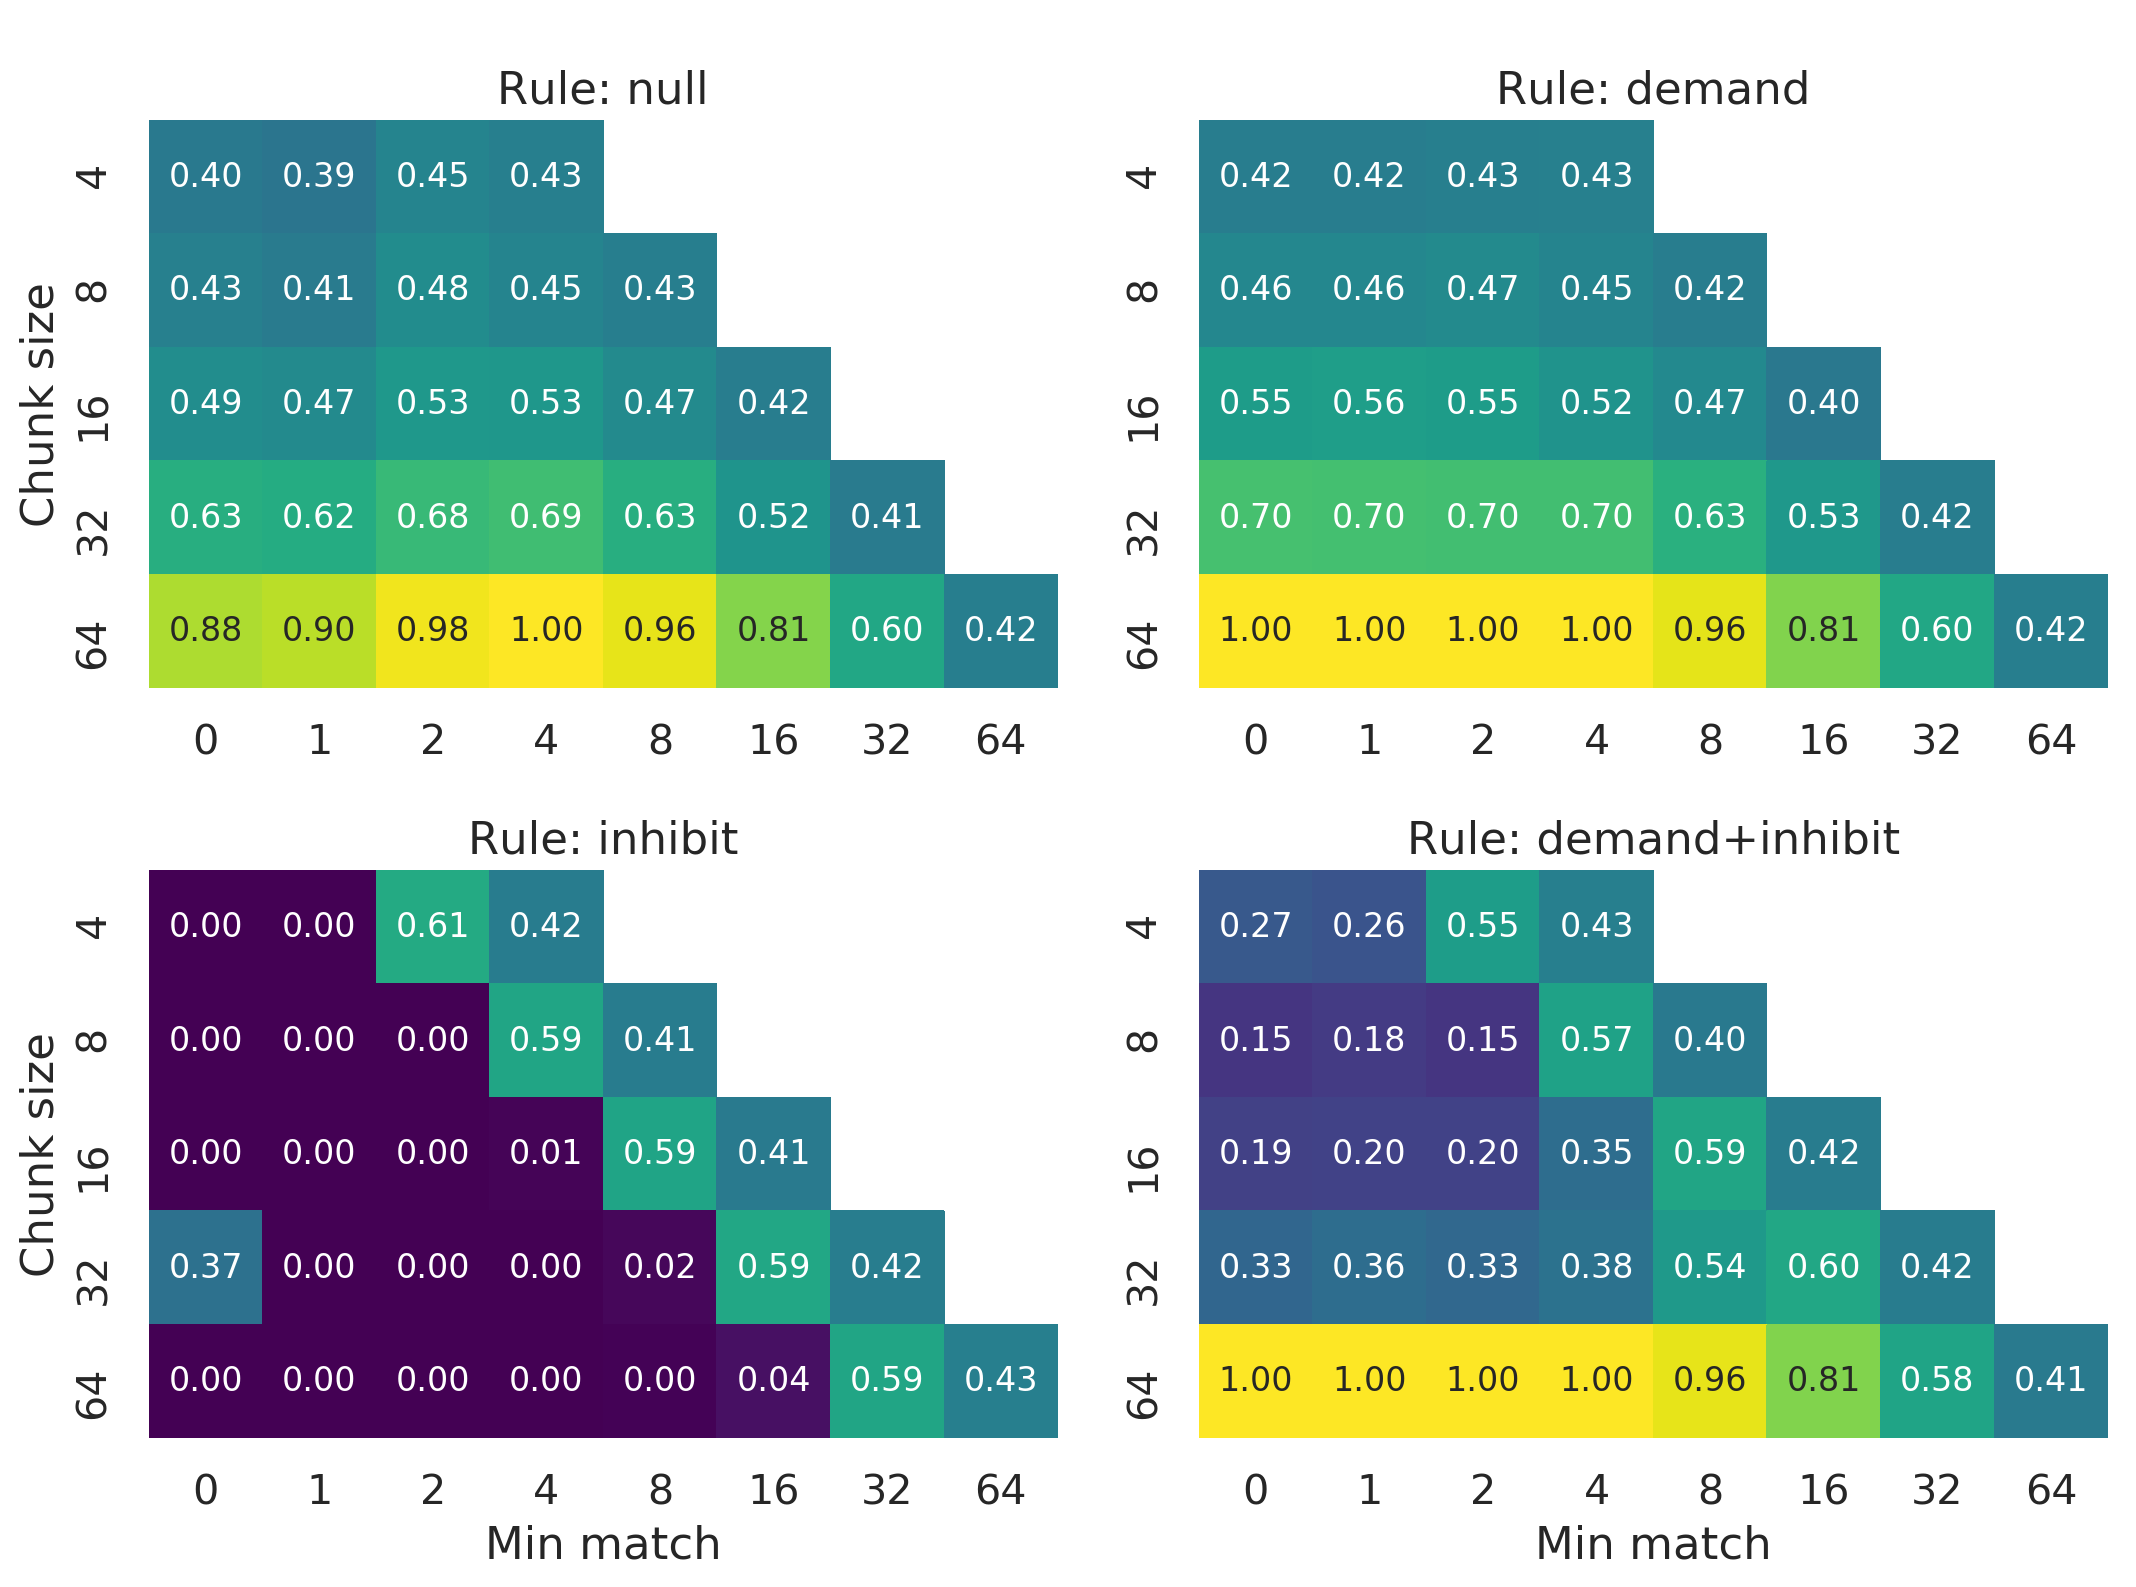 Rule: null
Chunk size
4 0.40 0.39 0.45 0.43
8 0.43 0.41 0.48 0.45 0.43
16 0.49 0.47 0.53 0.53 0.47 0.42
32 0.63 0.62 0.68 0.69 0.63 0.52 0.41
64 0.88 0.90 0.98 1.00 0.96 0.81 0.60 0.42
0 1 2 4 8 16 32 64
Rule: demand
4 0.42 0.42 0.43 0.43
8 0.46 0.46 0.47 0.45 0.42
16 0.55 0.56 0.55 0.52 0.47 0.40
32 0.70 0.70 0.70 0.70 0.63 0.53 0.42
64 1.00 1.00 1.00 1.00 0.96 0.81 0.60 0.42
0 1 2 4 8 16 32 64
Rule: inhibit
Chunk size
4 0.00 0.00 0.61 0.42
8 0.00 0.00 0.00 0.59 0.41
16 0.00 0.00 0.00 0.01 0.59 0.41
32 0.37 0.00 0.00 0.00 0.02 0.59 0.42
64 0.00 0.00 0.00 0.00 0.00 0.04 0.59 0.43
0 1 2 4 8 16 32 64
Min match
Rule: demand+inhibit
4 0.27 0.26 0.55 0.43
8 0.15 0.18 0.15 0.57 0.40
16 0.19 0.20 0.20 0.35 0.59 0.42
32 0.33 0.36 0.33 0.38 0.54 0.60 0.42
64 1.00 1.00 1.00 1.00 0.96 0.81 0.58 0.41
0 1 2 4 8 16 32 64
Min match